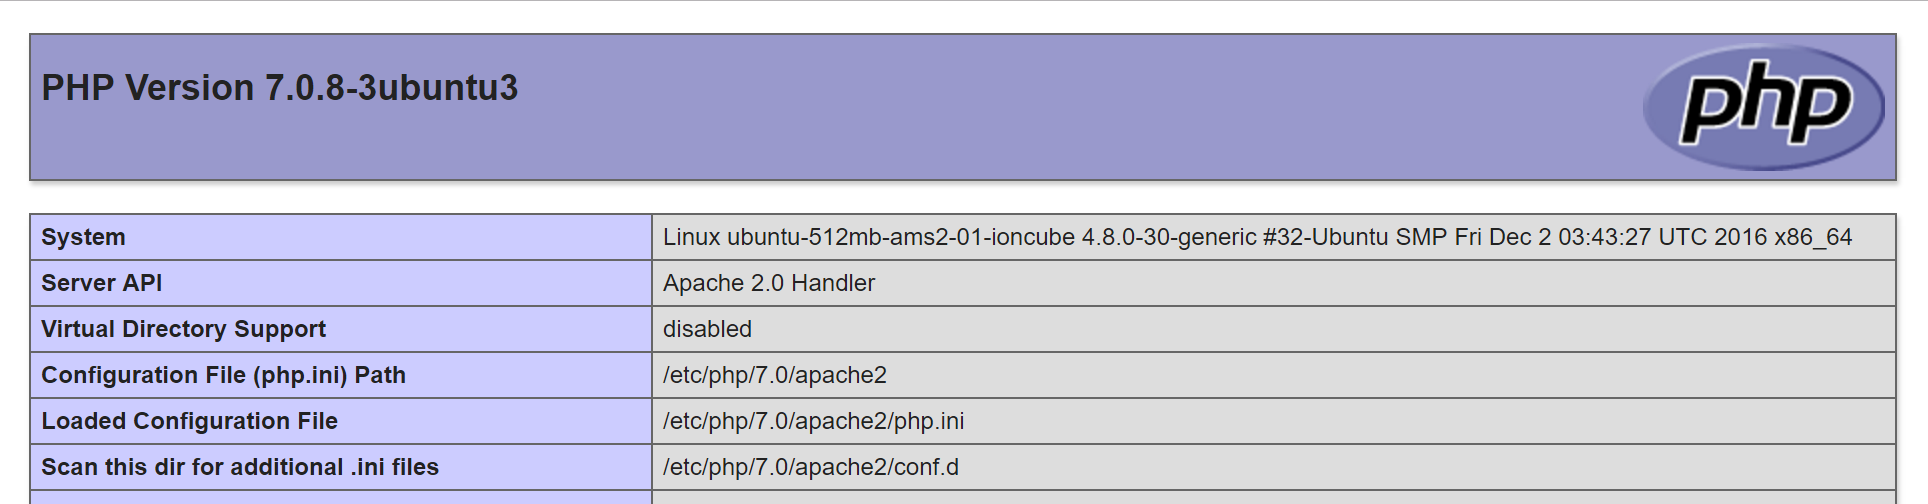 PHP Version 7.0.8-3ubuntu3
php
System Linux ubuntu-512mb-ams2-01-ioncube 4.8.0-30-generic #32-Ubuntu SMP Fri Dec 2 03:43:27 UTC 2016 x86_64
Server API Apache 2.0 Handler
Virtual Directory Support disabled
Configuration File (php.ini) Path /etc/php/7.0/apache2
Loaded Configuration File /etc/php/7.0/apache2/php.ini
Scan this dir for additional .ini files /etc/php/7.0/apache2/conf.d